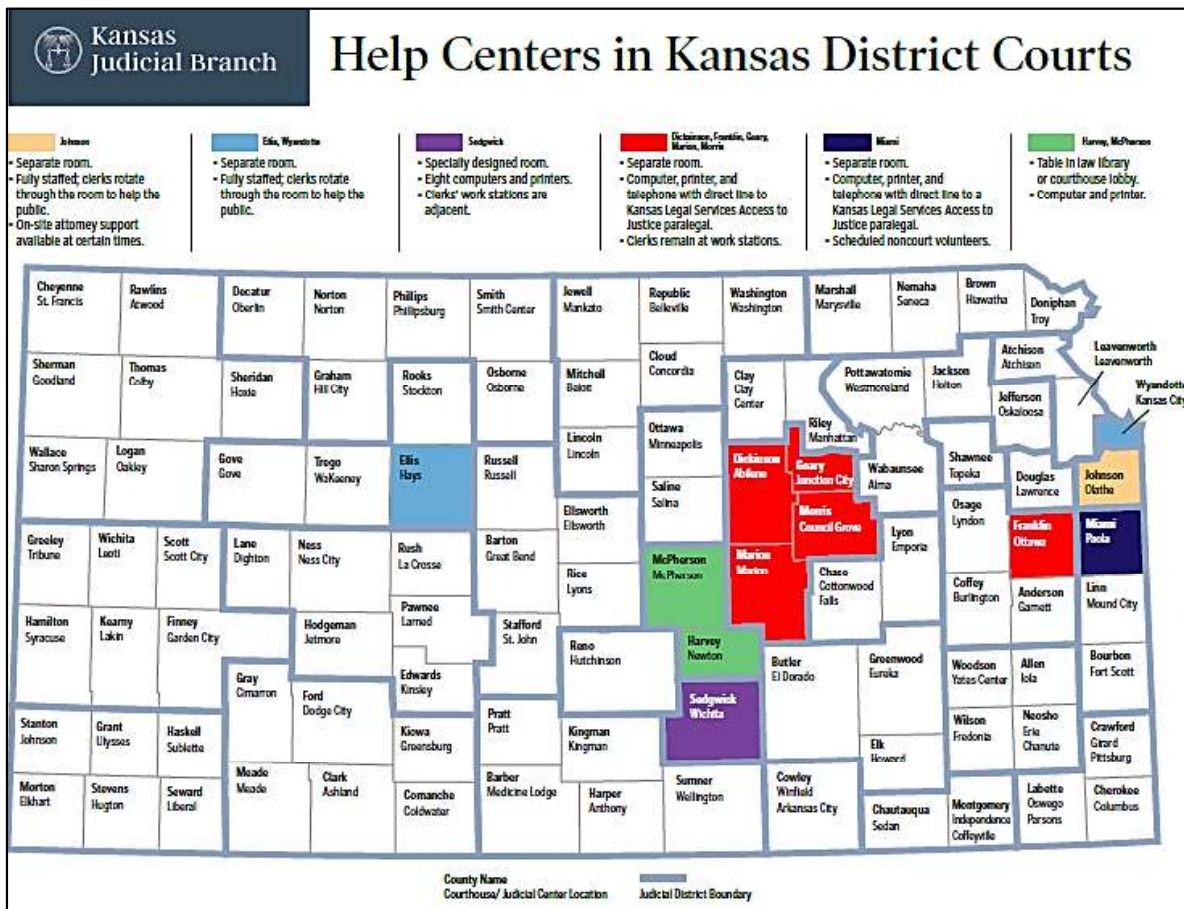 Kansas
Judicial Branch
Help Centers in Kansas District Courts
Johnson
- Separate room.
- Fully staffed; clerks rotate
through the room to help the
public.
- On-site attorney support
available at certain times.
Ellis, Wyandotte
- Separate room.
- Fully staffed; clerks rotate
through the room to help the
public.
Sedgwick
- Specially designed room.
- Eight computers and printers.
- Clerks' work stations are
adjacent.
Dickinson, Franklin, Geary,
Marion, Morris
- Separate room.
- Computer, printer, and
telephone with direct line to
Kansas Legal Services Access to
Justice paralegal.
- Clerks remain at work stations.
Miami
- Separate room.
- Computer, printer, and
telephone with direct line to a
Kansas Legal Services Access to
Justice paralegal.
- Scheduled noncourt volunteers.
Harvey, McPherson
- Table in law library
or courthouse lobby.
- Computer and printer.
Cheyenne
St. Francis
Rawlins
Atwood
Decatur
Oberlin
Norton
Norton
Phillips
Phillipsburg
Smith
Smith Center
Jewell
Mankato
Republic
Belleville
Washington
Washington
Marshall
Marysville
Nemaha
Seneca
Brown
Hiawatha
Doniphan
Troy
Sherman
Goodland
Thomas
Colby
Sheridan
Hoxie
Graham
Hill City
Rooks
Stockton
Osborne
Osborne
Mitchell
Beloit
Cloud
Concordia
Clay
Clay
Center
Riley
Manhattan
Pottawatomie
Westmoreland
Jackson
Holton
Atchison
Atchison
Jefferson
Oskaloosa
Leavenworth
Leavenworth
Wyandotte
Kansas City
Wallace
Sharon Springs
Logan
Oakley
Gove
Gove
Trego
WaKeeney
Ellis
Hays
Russell
Russell
Lincoln
Lincoln
Ottawa
Minneapolis
Saline
Salina
Dickinson
Abilene
Geary
Junction City
Wabaunsee
Alma
Shawnee
Topeka
Douglas
Lawrence
Johnson
Olathe
Greeley
Tribune
Wichita
Leoti
Scott
Scott City
Lane
Dighton
Ness
Ness City
Rush
La Crosse
Barton
Great Bend
Ellsworth
Ellsworth
Rice
Lyons
McPherson
McPherson
Marion
Marion
Morris
Council Grove
Chase
Cottonwood
Falls
Lyon
Emporia
Osage
Lyndon
Franklin
Ottawa
Miami
Paola
Hamilton
Syracuse
Kearny
Lakin
Finney
Garden City
Hodgeman
Jetmore
Pawnee
Larned
Edwards
Kinsley
Stafford
St. John
Reno
Hutchinson
Harvey
Newton
Butler
El Dorado
Greenwood
Eureka
Coffey
Burlington
Anderson
Garnett
Linn
Mound City
Gray
Cimarron
Ford
Dodge City
Kiowa
Greensburg
Pratt
Pratt
Kingman
Kingman
Sedgwick
Wichita
Woodson
Yates Center
Allen
Iola
Bourbon
Fort Scott
Stanton
Johnson
Grant
Ulysses
Haskell
Sublette
Wilson
Fredonia
Neosho
Erie
Chanute
Crawford
Girard
Pittsburg
Morton
Elkhart
Stevens
Hugton
Seward
Liberal
Meade
Meade
Clark
Ashland
Comanche
Coldwater
Barber
Medicine Lodge
Harper
Anthony
Sumner
Wellington
Cowley
Winfield
Arkansas City
Elk
Howard
Chautauqua
Sedan
Montgomery
Independence
Coffeyville
Labette
Oswego
Parsons
Cherokee
Columbus
County Name
Courthouse/ Judicial Center Location
Judicial District Boundary